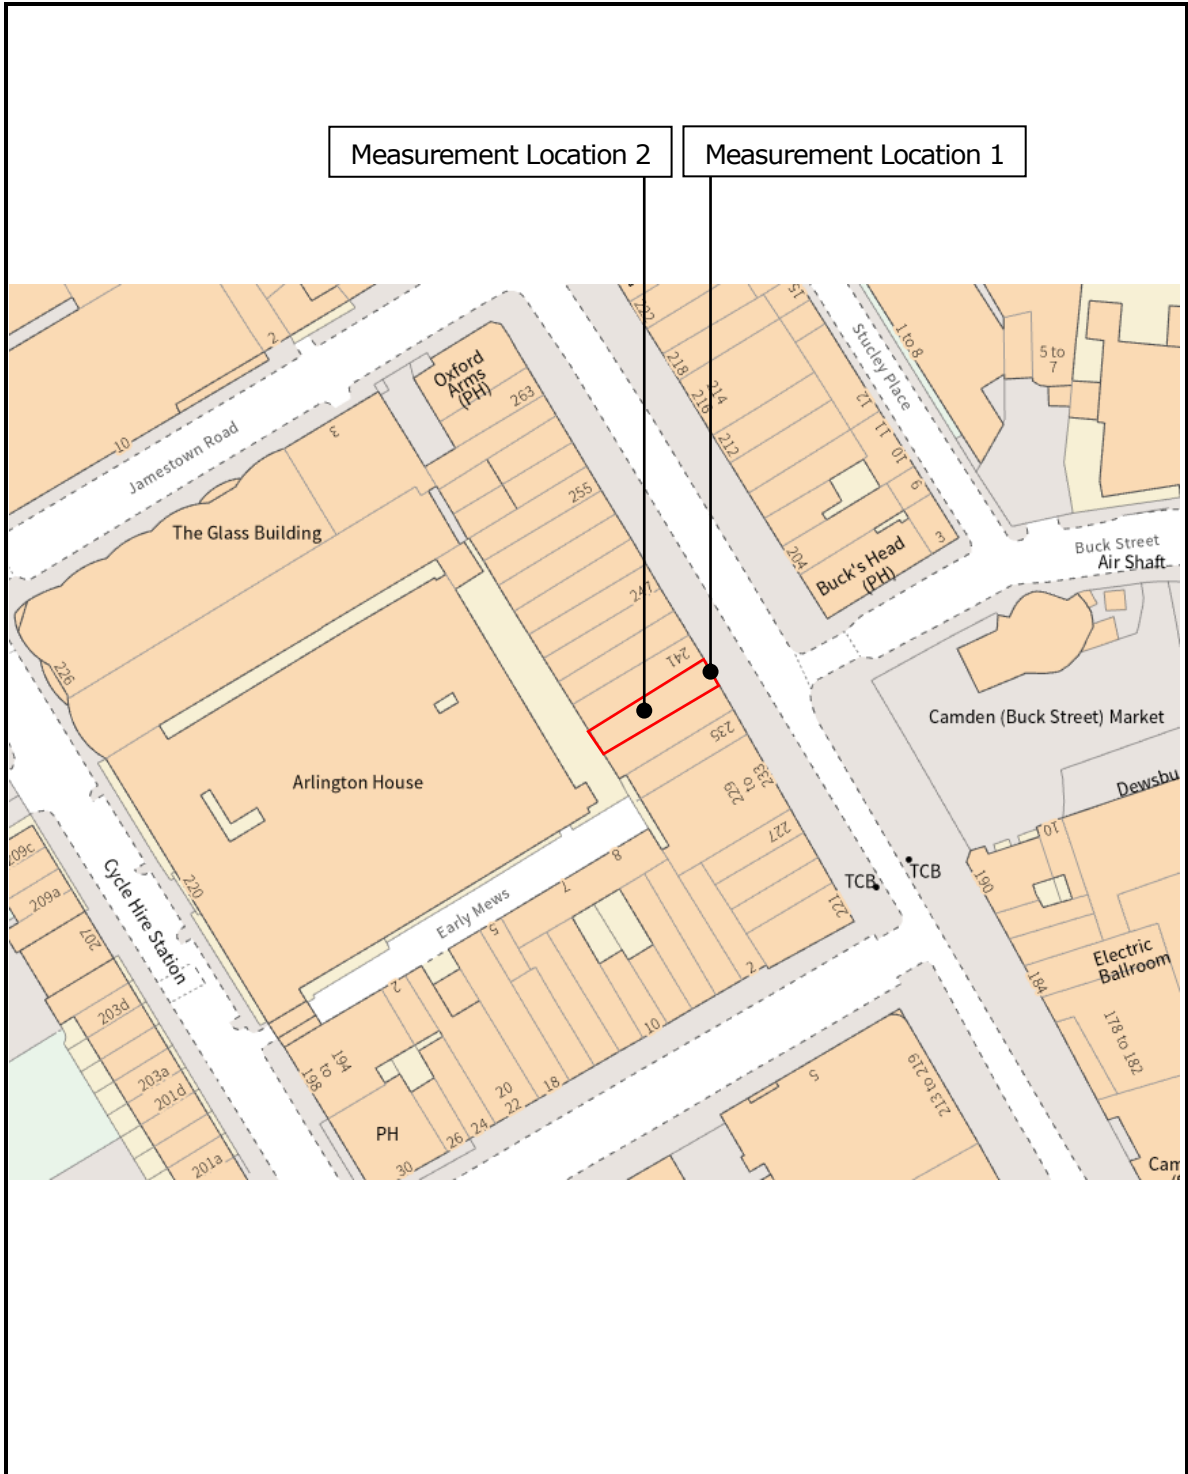 Measurement Location 2
Measurement Location 1
Oxford
Arms
(PH)
263
2
10
Jamestown Road
3
The Glass Building
255
247
241
226
Arlington House
235
233
to
229
227
221
222
218
216
214
212
204
Buck's Head
(PH)
15
12
11
10
9
3
Stucley Place
1 to 8
5 to
7
Buck Street
Air Shaft
Camden (Buck Street) Market
Dewsbu
10
190
TCB
TCB
Electric
Ballroom
184
178 to 182
Cam
Early Mews
8
7
5
2
2
10
18
20
22
24
26
30
PH
194
to
198
220
Cycle Hire Station
209c
209a
207
203d
203a
201d
201a
5
213 to 219